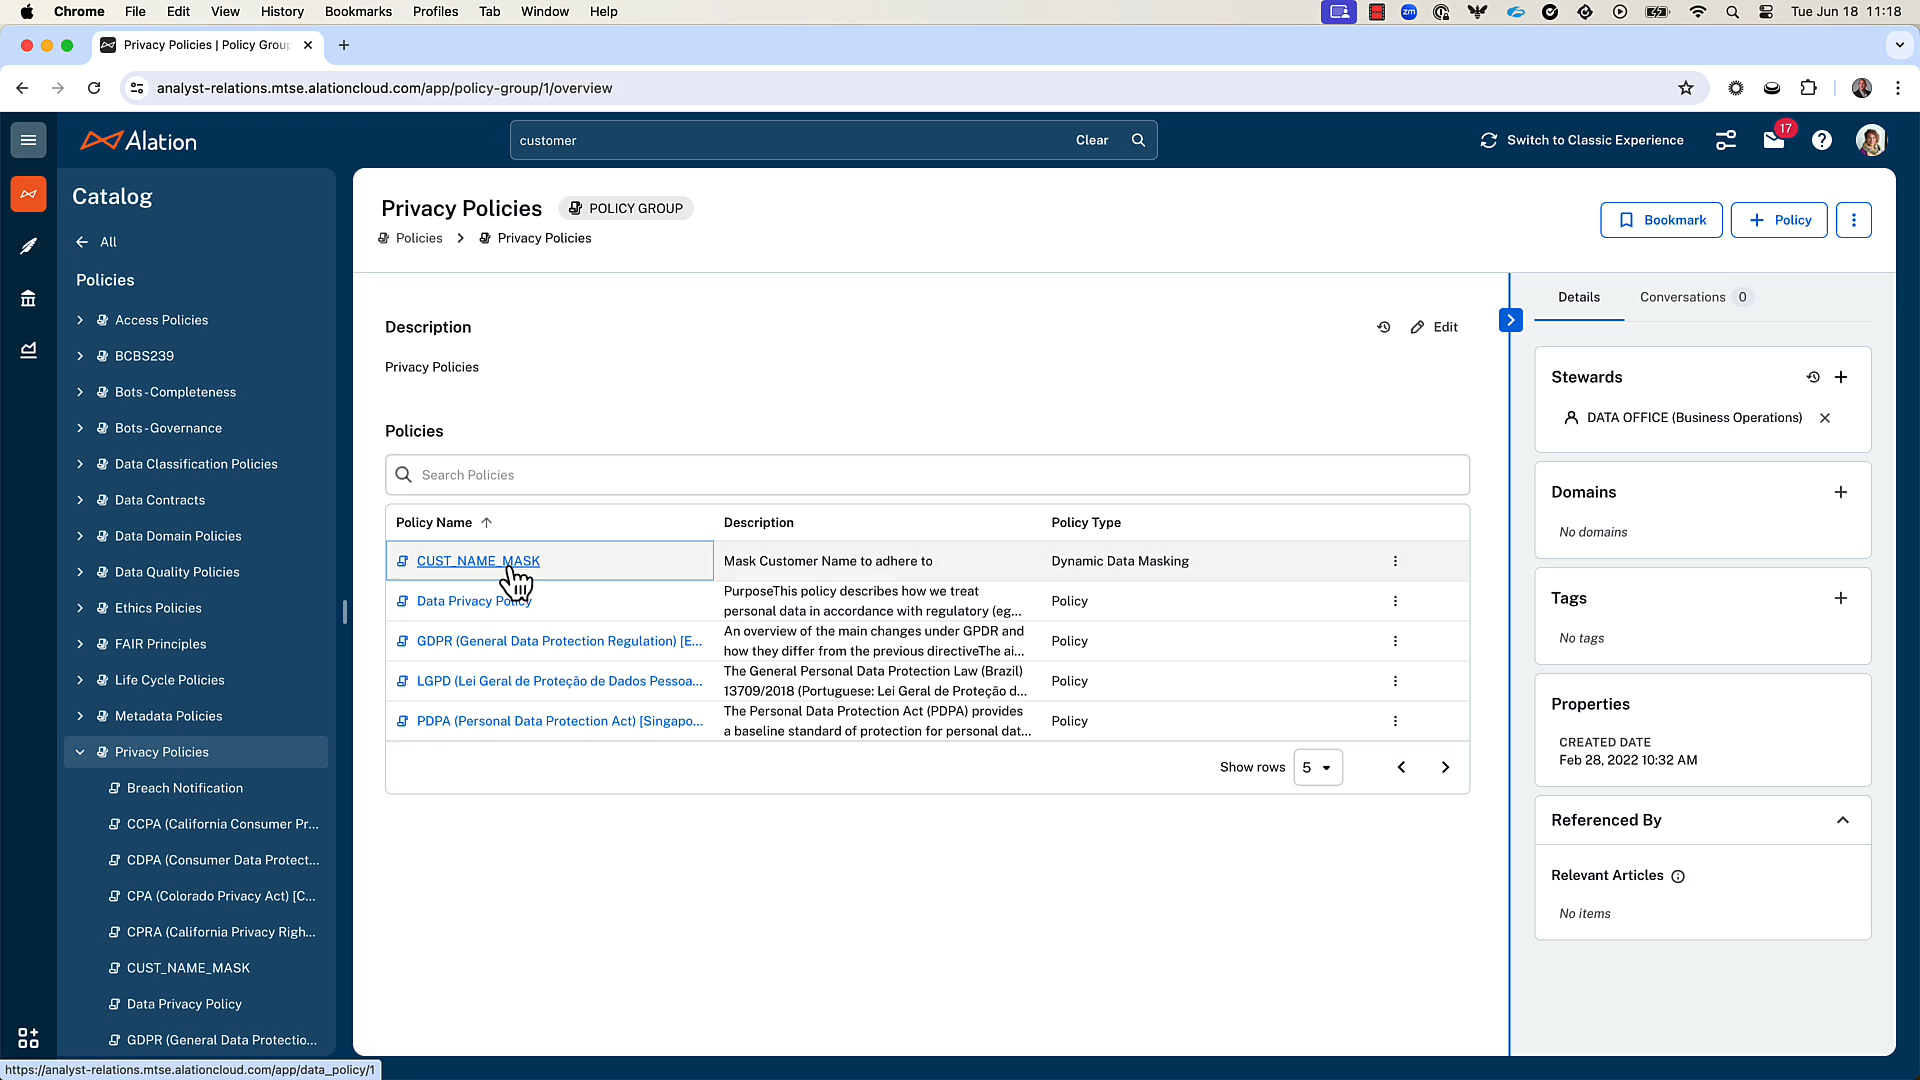 Chrome File Edit View History Bookmarks Profiles Tab Window Help
zm
Tue Jun 18 11:18
Privacy Policies | Policy Group
analyst-relations.mtse.alationcloud.com/app/policy-group/1/overview
Alation
customer
Clear
Switch to Classic Experience
17
Catalog
All
Policies
Access Policies
BCBS239
Bots - Completeness
Bots - Governance
Data Classification Policies
Data Contracts
Data Domain Policies
Data Quality Policies
Ethics Policies
FAIR Principles
Life Cycle Policies
Metadata Policies
Privacy Policies
Breach Notification
CCPA (California Consumer Pr...
CDPA (Consumer Data Protect...
CPA (Colorado Privacy Act) [C...
CPRA (California Privacy Righ...
CUST_NAME_MASK
Data Privacy Policy
GDPR (General Data Protectio...
Privacy Policies
POLICY GROUP
Policies > Privacy Policies
Bookmark
+ Policy
Description
Edit
Privacy Policies
Policies
Search Policies
Policy Name Description Policy Type
CUST_NAME_MASK Mask Customer Name to adhere to Dynamic Data Masking
Data Privacy Policy PurposeThis policy describes how we treat
personal data in accordance with regulatory (eg... Policy
GDPR (General Data Protection Regulation) [E... An overview of the main changes under GPDR and
how they differ from the previous directiveThe ai... Policy
LGPD (Lei Geral de Proteção de Dados Pessoa... The General Personal Data Protection Law (Brazil)
13709/2018 (Portuguese: Lei Geral de Proteção d... Policy
PDPA (Personal Data Protection Act) [Singapo... The Personal Data Protection Act (PDPA) provides
a baseline standard of protection for personal dat... Policy
Show rows 5
Details
Conversations 0
Stewards
DATA OFFICE (Business Operations)
Domains
No domains
Tags
No tags
Properties
CREATED DATE
Feb 28, 2022 10:32 AM
Referenced By
Relevant Articles
No items
https://analyst-relations.mtse.alationcloud.com/app/data_policy/1